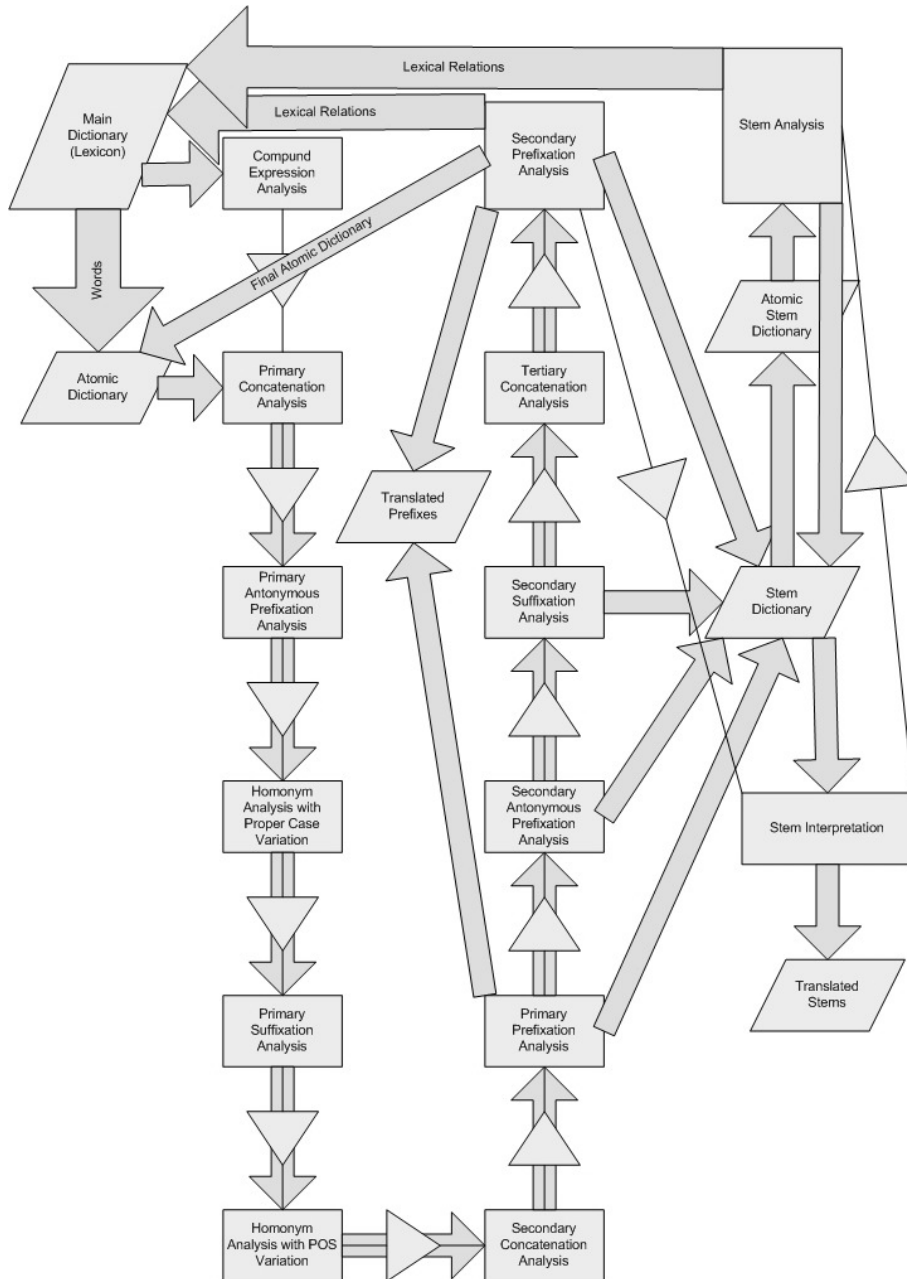 Lexical Relations
Main
Dictionary
(Lexicon)
Lexical Relations
Stem Analysis
Compund
Expression
Analysis
Secondary
Prefixation
Analysis
Words
Final Atomic Dictionary
Atomic
Stem
Dictionary
Atomic
Dictionary
Primary
Concatenation
Analysis
Tertiary
Concatenation
Analysis
Translated
Prefixes
Primary
Antonymous
Prefixation
Analysis
Secondary
Suffixation
Analysis
Stem
Dictionary
Homonym
Analysis with
Proper Case
Variation
Secondary
Antonymous
Prefixation
Analysis
Stem Interpretation
Primary
Suffixation
Analysis
Primary
Prefixation
Analysis
Translated
Stems
Homonym
Analysis with POS
Variation
Secondary
Concatenation
Analysis